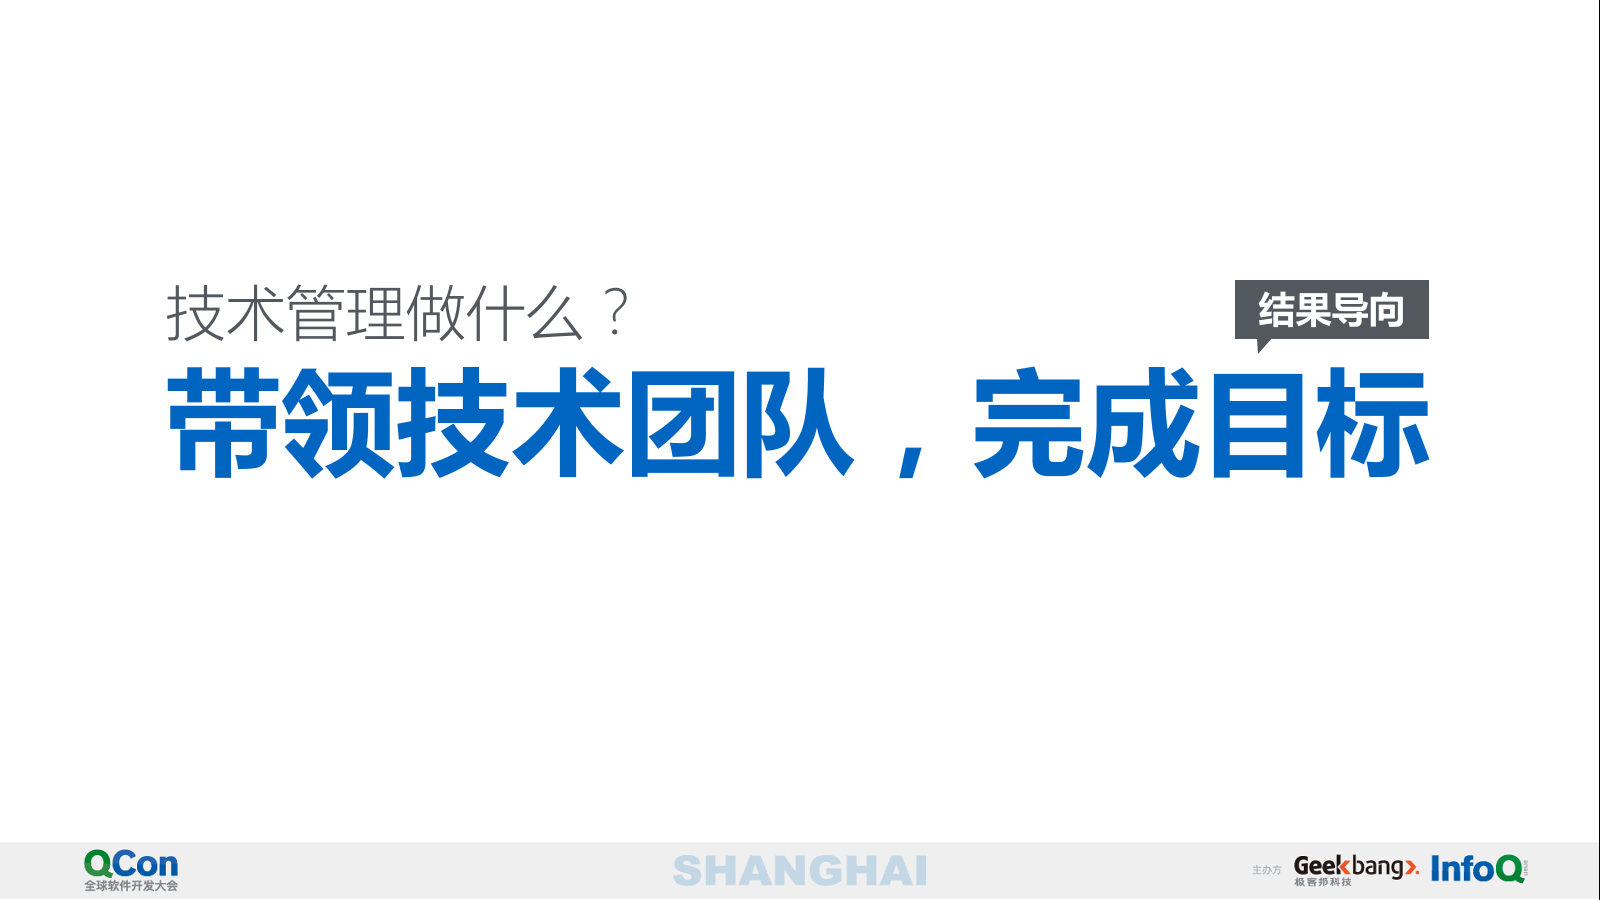 技术管理做什么？
结果导向
带领技术团队，完成目标
QCon
全球软件开发大会
SHANGHAI
主办方
Geekbang>.
极客邦科技
InfoQ